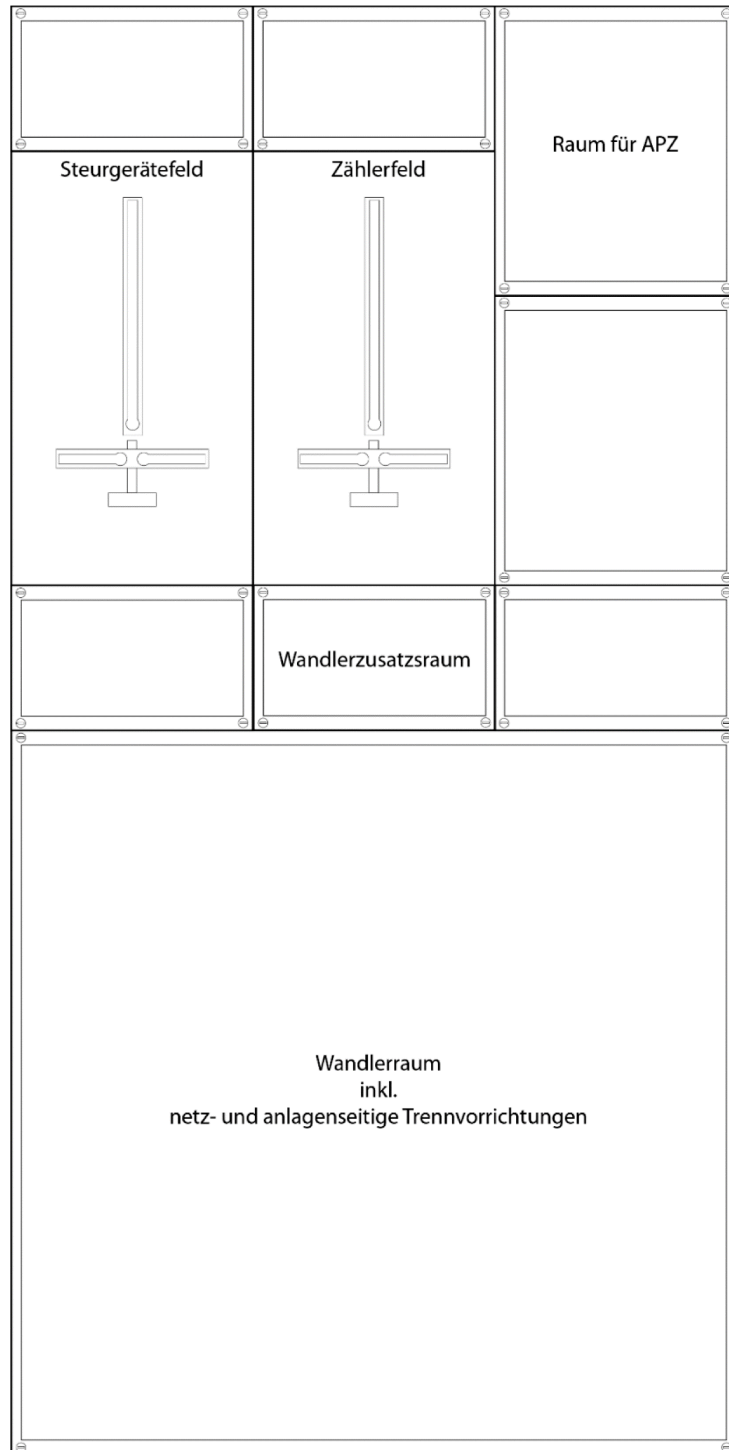 Steurgerätefeld
Zählerfeld
Raum für APZ
Wandlerzusatzsraum
Wandlerraum
inkl.
netz- und anlagenseitige Trennvorrichtungen